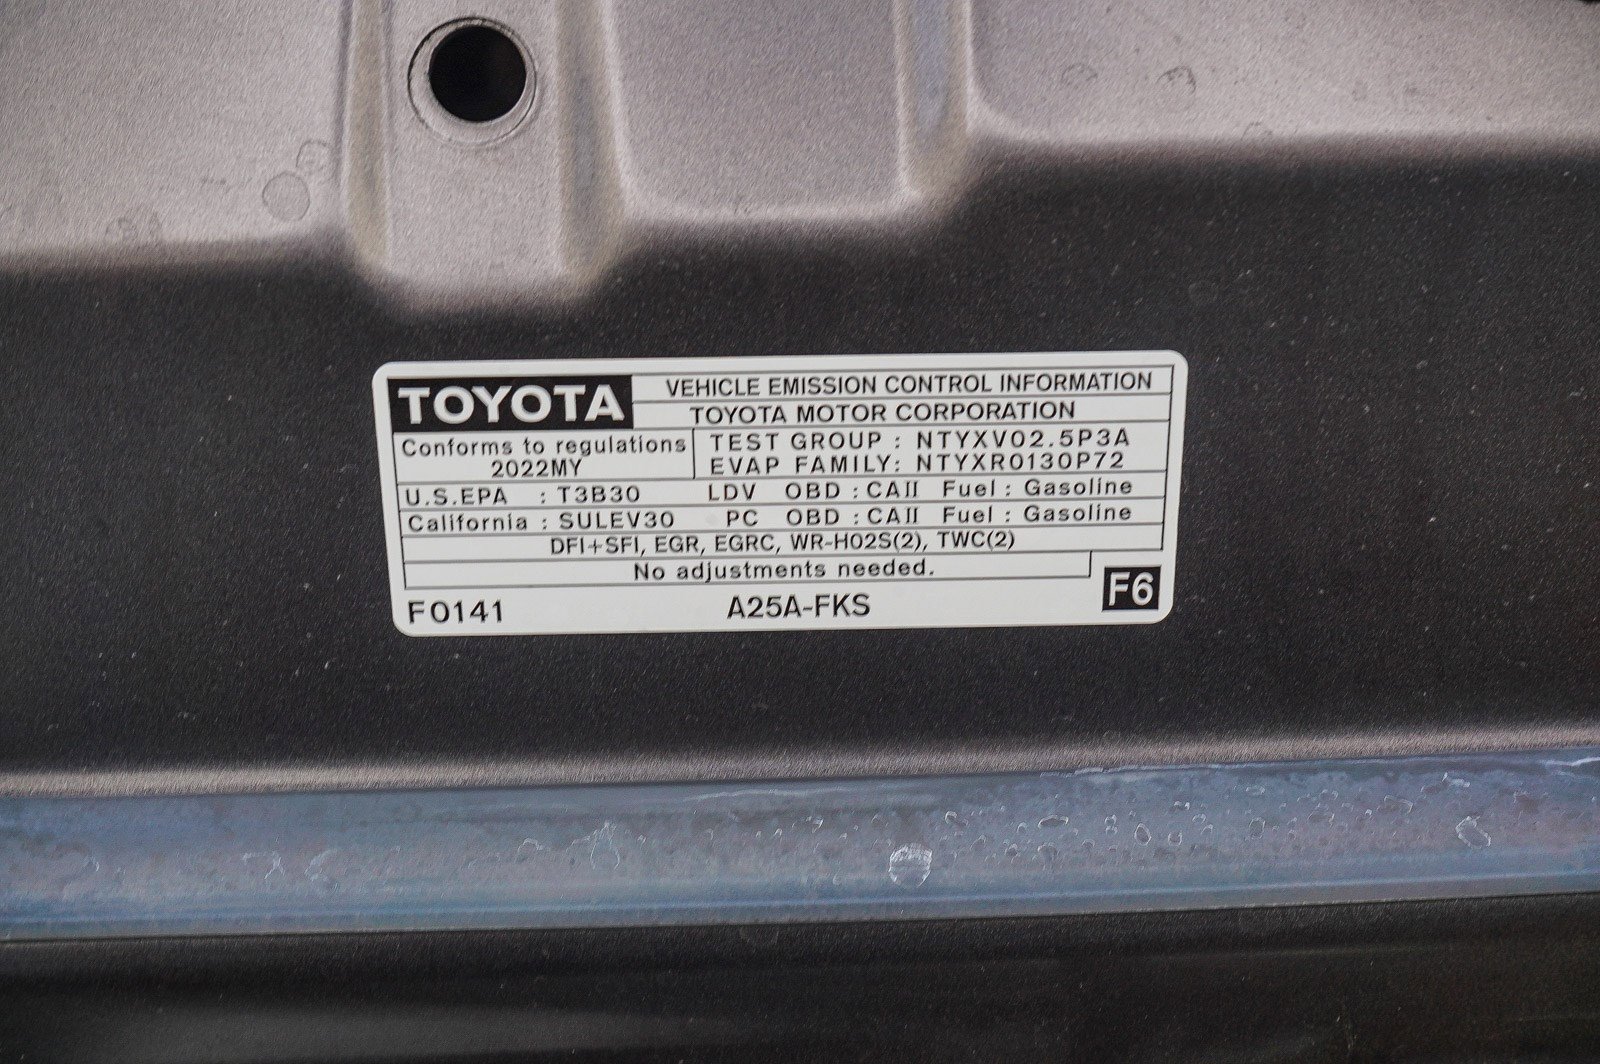 TOYOTA
VEHICLE EMISSION CONTROL INFORMATION
TOYOTA MOTOR CORPORATION
Conforms to regulations
2022MY
TEST GROUP : NTYXV02.5P3A
EVAP FAMILY: NTYXR0130P72
U.S.EPA : T3B30 LDV OBD : CAII Fuel : Gasoline
California : SULEV30 PC OBD : CAII Fuel : Gasoline
DFI+SFI, EGR, EGRC, WR-HO2S(2), TWC(2)
No adjustments needed.
F0141 A25A-FKS F6